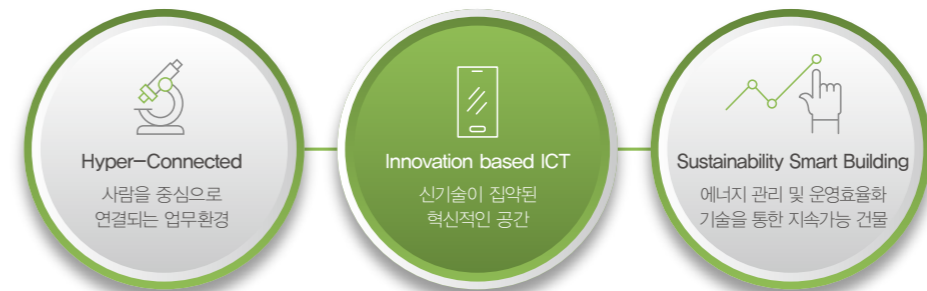 Hyper-Connected
사람을 중심으로
연결되는 업무환경
Innovation based ICT
신기술이 집약된
혁신적인 공간
Sustainability Smart Building
에너지 관리 및 운영효율화
기술을 통한 지속가능 건물